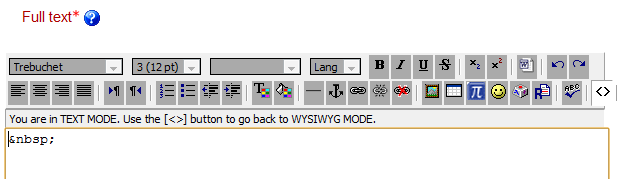 Full text* ?
Trebuchet 3 (12 pt) Lang B I U S x₂ x² W
T π R ABC <>
You are in TEXT MODE. Use the [<>] button to go back to WYSIWYG MODE.
&nbsp;